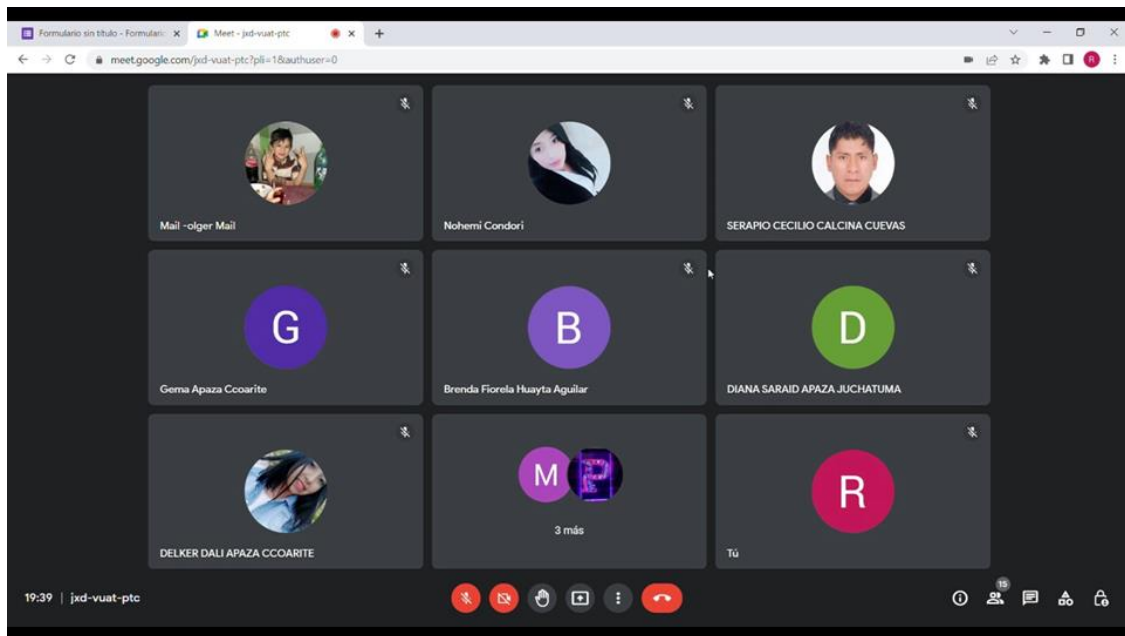 Formulario sin título - Formulario
Meet - jxd-vuat-ptc
meet.google.com/jxd-vuat-ptc?pli=1&authuser=0
R
Mail -olger Mail
Nohemi Condori
SERAPIO CECILIO CALCINA CUEVAS
G
B
D
Gema Apaza Ccoarite
Brenda Fiorela Huayta Aguilar
DIANA SARAID APAZA JUCHATUMA
M
R
3 más
DELKER DALI APAZA CCOARITE
Tú
19:39 | jxd-vuat-ptc
15